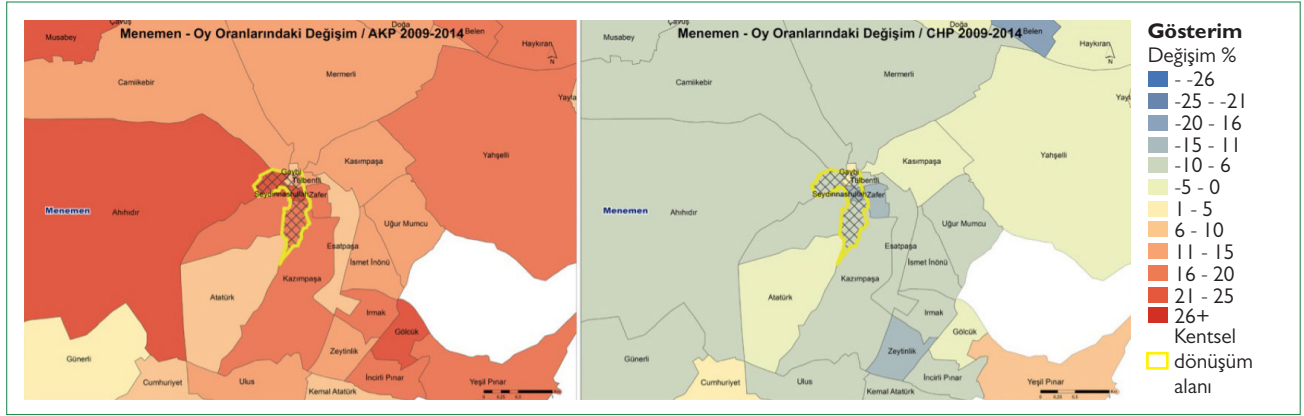 Menemen - Oy Oranlarındaki Değişim / AKP 2009-2014
Çavuş
Musabey
Doğa
Belen
Haykıran
N
Camiikebir
Mermerli
Yayla
Kasımpaşa
Yahşelli
Gaybi
Tülbentli
Seydinnasrullah
Zafer
Menemen
Ahıhıdır
Uğur Mumcu
Esatpaşa
İsmet İnönü
Kazımpaşa
Atatürk
Irmak
Gölcük
Günerli
Zeytinlik
Cumhuriyet
Ulus
İncirli Pınar
Yeşil Pınar
Kemal Atatürk
Menemen - Oy Oranlarındaki Değişim / CHP 2009-2014
Çavuş
Musabey
Doğa
Belen
Haykıran
N
Camiikebir
Mermerli
Yayla
Kasımpaşa
Yahşelli
Gaybi
Tülbentli
Seydinnasrullah
Zafer
Menemen
Ahıhıdır
Uğur Mumcu
Esatpaşa
İsmet İnönü
Kazımpaşa
Atatürk
Irmak
Gölcük
Günerli
Zeytinlik
Cumhuriyet
Ulus
İncirli Pınar
Yeşil Pınar
Kemal Atatürk
Gösterim
Değişim %
- -26
-25 - -21
-20 - 16
-15 - 11
-10 - 6
-5 - 0
1 - 5
6 - 10
11 - 15
16 - 20
21 - 25
26+
Kentsel
dönüşüm
alanı